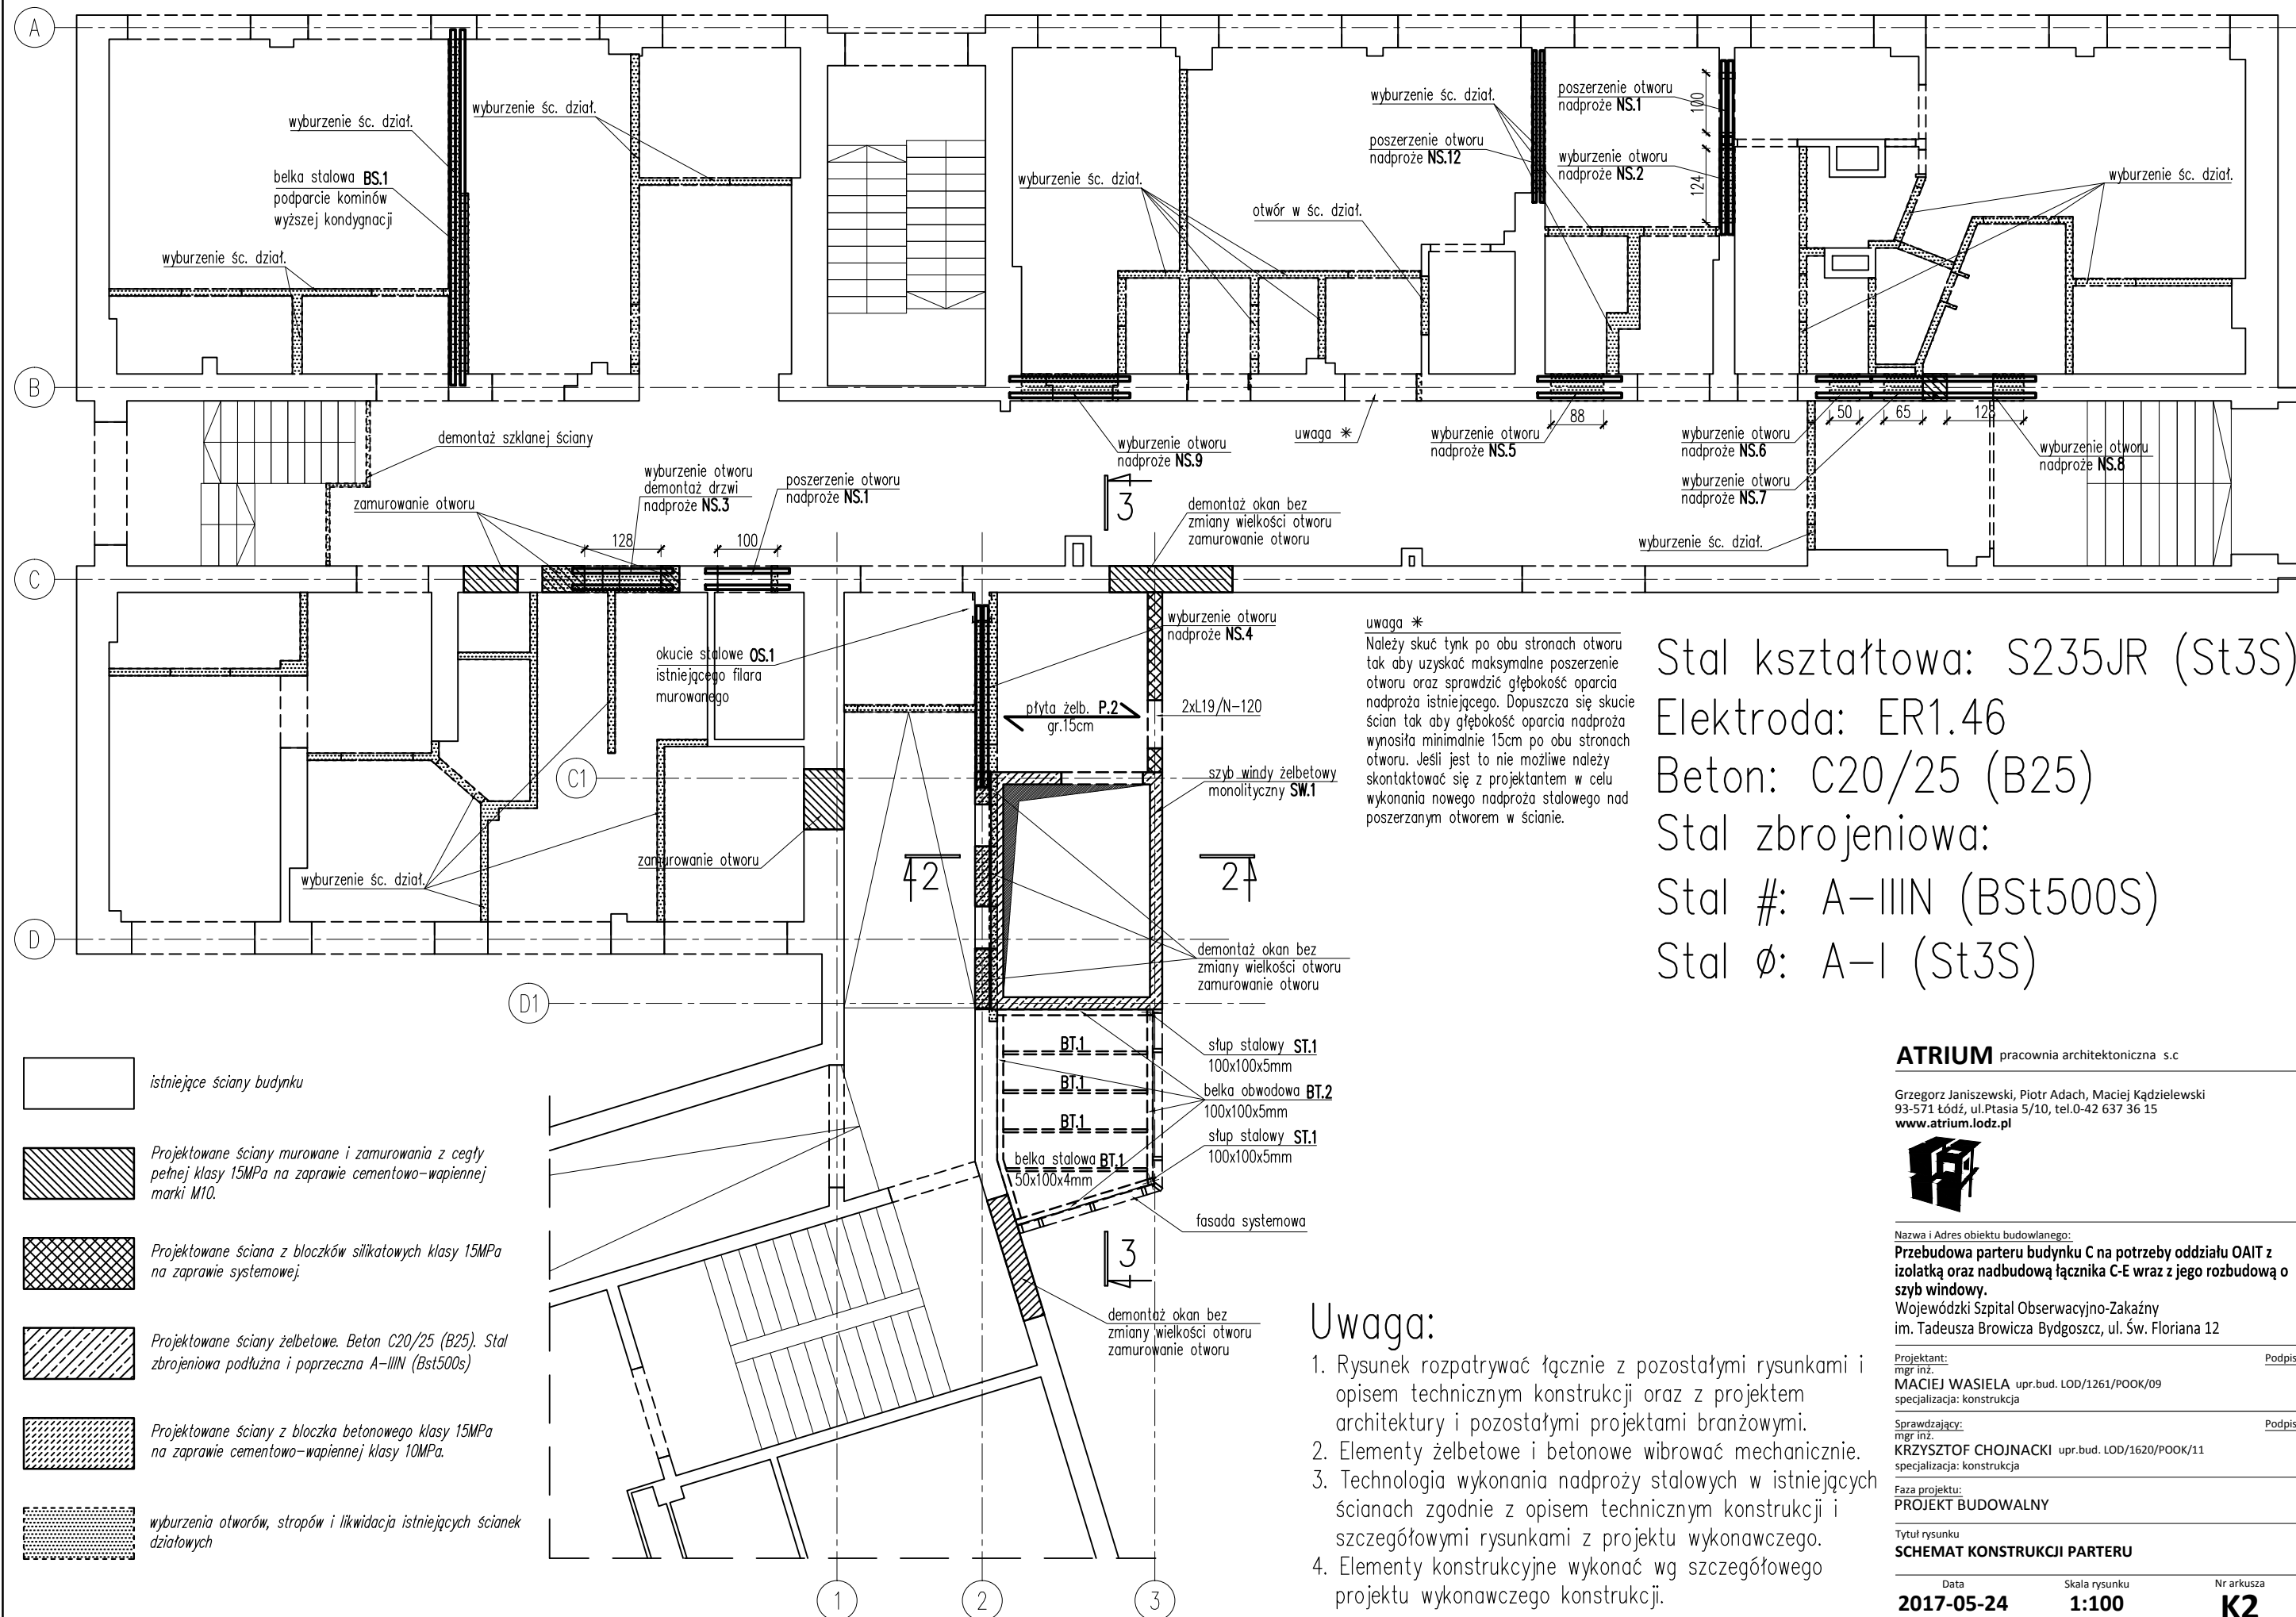 A
wyburzenie śc. dział.
wyburzenie śc. dział.
belka stalowa BS.1
podparcie kominów
wyższej kondygnacji
wyburzenie śc. dział.
wyburzenie śc. dział.
wyburzenie śc. dział.
poszerzenie otworu
nadproże NS.12
otwór w śc. dział.
poszerzenie otworu
nadproże NS.1
100
wyburzenie otworu
nadproże NS.2
124
wyburzenie śc. dział.
B
demontaż szklanej ściany
wyburzenie otworu
nadproże NS.9
uwaga *
wyburzenie otworu
nadproże NS.5
88
50
65
128
wyburzenie otworu
nadproże NS.6
wyburzenie otworu
nadproże NS.7
wyburzenie otworu
nadproże NS.8
wyburzenie śc. dział.
zamurowanie otworu
wyburzenie otworu
demontaż drzwi
nadproże NS.3
poszerzenie otworu
nadproże NS.1
128
100
3
demontaż okan bez
zmiany wielkości otworu
zamurowanie otworu
C
okucie stalowe OS.1
istniejącego filara
murowanego
wyburzenie otworu
nadproże NS.4
płyta żelb. P.2
gr.15cm
2xL19/N-120
C1
szyb windy żelbetowy
monolityczny SW.1
zamurowanie otworu
wyburzenie śc. dział.
2
2
D
demontaż okan bez
zmiany wielkości otworu
zamurowanie otworu
D1
BT.1
BT.1
BT.1
belka stalowa BT.1
50x100x4mm
słup stalowy ST.1
100x100x5mm
belka obwodowa BT.2
100x100x5mm
słup stalowy ST.1
100x100x5mm
fasada systemowa
3
demontaż okan bez
zmiany wielkości otworu
zamurowanie otworu
1
2
3
uwaga *
Należy skuć tynk po obu stronach otworu
tak aby uzyskać maksymalne poszerzenie
otworu oraz sprawdzić głębokość oparcia
nadproża istniejącego. Dopuszcza się skucie
ścian tak aby głębokość oparcia nadproża
wynosiła minimalnie 15cm po obu stronach
otworu. Jeśli jest to nie możliwe należy
skontaktować się z projektantem w celu
wykonania nowego nadproża stalowego nad
poszerzanym otworem w ścianie.
Stal kształtowa: S235JR (St3S)
Elektroda: ER1.46
Beton: C20/25 (B25)
Stal zbrojeniowa:
Stal #: A-IIIN (BSt500S)
Stal ø: A-I (St3S)
istniejące ściany budynku
Projektowane ściany murowane i zamurowania z cegły
pełnej klasy 15MPa na zaprawie cementowo-wapiennej
marki M10.
Projektowane ściana z bloczków silikatowych klasy 15MPa
na zaprawie systemowej.
Projektowane ściany żelbetowe. Beton C20/25 (B25). Stal
zbrojeniowa podłużna i poprzeczna A-IIIN (Bst500s)
Projektowane ściany z bloczka betonowego klasy 15MPa
na zaprawie cementowo-wapiennej klasy 10MPa.
wyburzenia otworów, stropów i likwidacja istniejących ścianek
działowych
Uwaga:
1. Rysunek rozpatrywać łącznie z pozostałymi rysunkami i
opisem technicznym konstrukcji oraz z projektem
architektury i pozostałymi projektami branżowymi.
2. Elementy żelbetowe i betonowe wibrować mechanicznie.
3. Technologia wykonania nadproży stalowych w istniejących
ścianach zgodnie z opisem technicznym konstrukcji i
szczegółowymi rysunkami z projektu wykonawczego.
4. Elementy konstrukcyjne wykonać wg szczegółowego
projektu wykonawczego konstrukcji.
ATRIUM pracownia architektoniczna s.c
Grzegorz Janiszewski, Piotr Adach, Maciej Kądzielewski
93-571 Łódź, ul.Ptasia 5/10, tel.0-42 637 36 15
www.atrium.lodz.pl
Nazwa i Adres obiektu budowlanego:
Przebudowa parteru budynku C na potrzeby oddziału OAIT z
izolatką oraz nadbudową łącznika C-E wraz z jego rozbudową o
szyb windowy.
Wojewódzki Szpital Obserwacyjno-Zakaźny
im. Tadeusza Browicza Bydgoszcz, ul. Św. Floriana 12
Projektant: Podpis
mgr inż.
MACIEJ WASIELA upr.bud. LOD/1261/POOK/09
specjalizacja: konstrukcja
Sprawdzający: Podpis
mgr inż.
KRZYSZTOF CHOJNACKI upr.bud. LOD/1620/POOK/11
specjalizacja: konstrukcja
Faza projektu:
PROJEKT BUDOWALNY
Tytuł rysunku
SCHEMAT KONSTRUKCJI PARTERU
Data Skala rysunku Nr arkusza
2017-05-24 1:100 K2